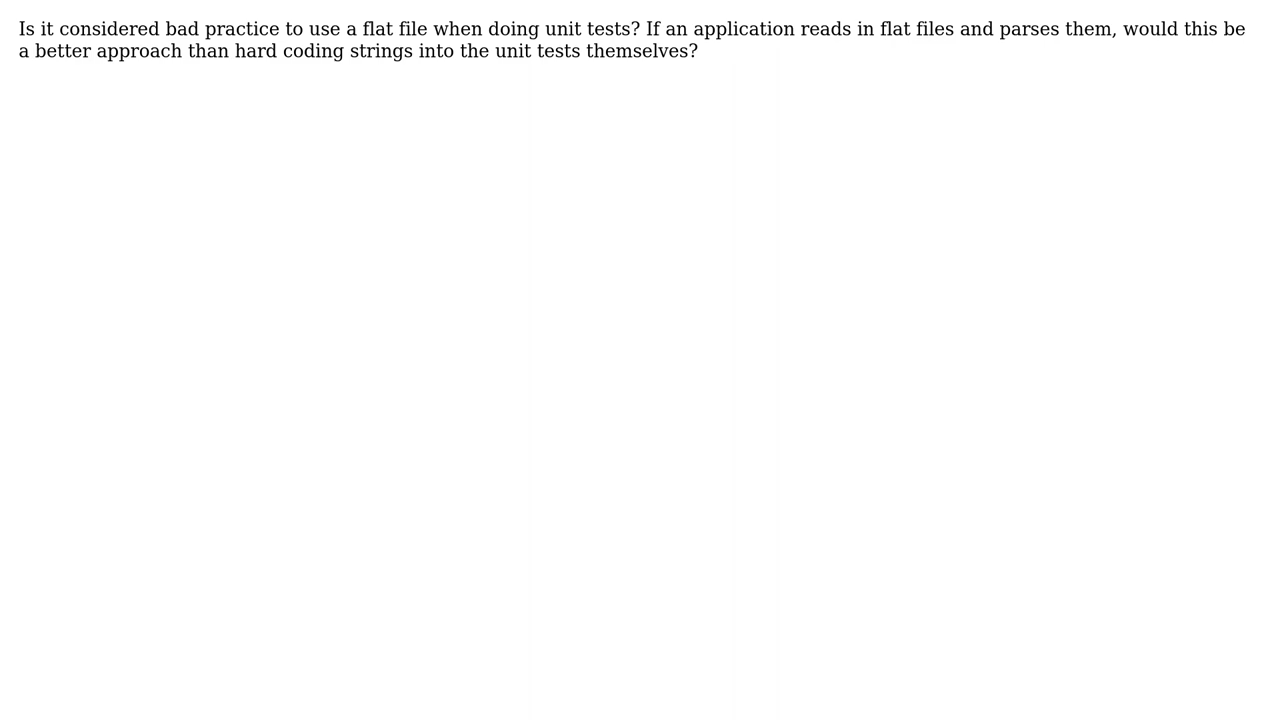 Is it considered bad practice to use a flat file when doing unit tests? If an application reads in flat files and parses them, would this be
a better approach than hard coding strings into the unit tests themselves?